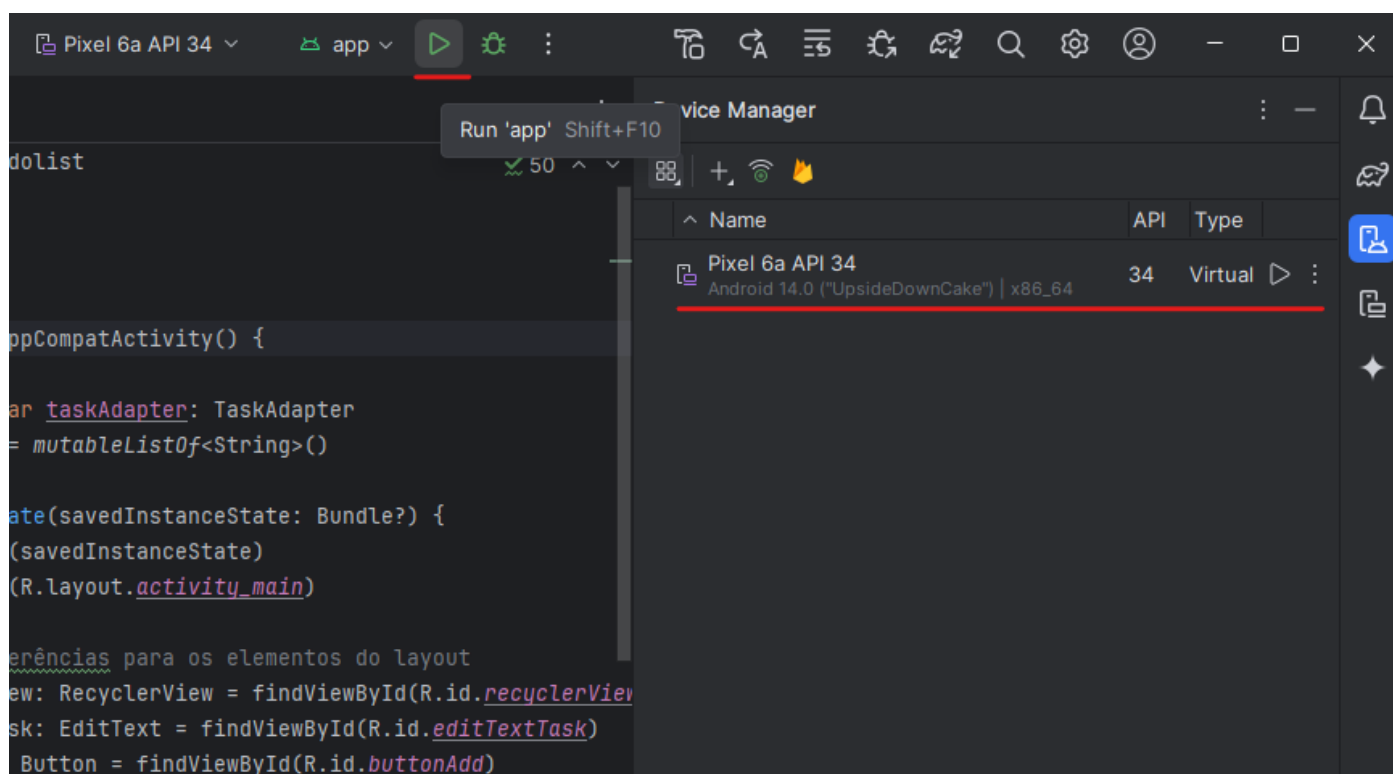 Pixel 6a API 34
app
Run 'app' Shift+F10
vice Manager
dolist
50
Name API Type
Pixel 6a API 34
34 Virtual
Android 14.0 ("UpsideDownCake") | x86_64
ppCompatActivity() {
ar taskAdapter: TaskAdapter
= mutableListOf<String>()
ate(savedInstanceState: Bundle?) {
(savedInstanceState)
(R.layout.activity_main)
erências para os elementos do layout
ew: RecyclerView = findViewById(R.id.recyclerView
sk: EditText = findViewById(R.id.editTextTask)
Button = findViewById(R.id.buttonAdd)